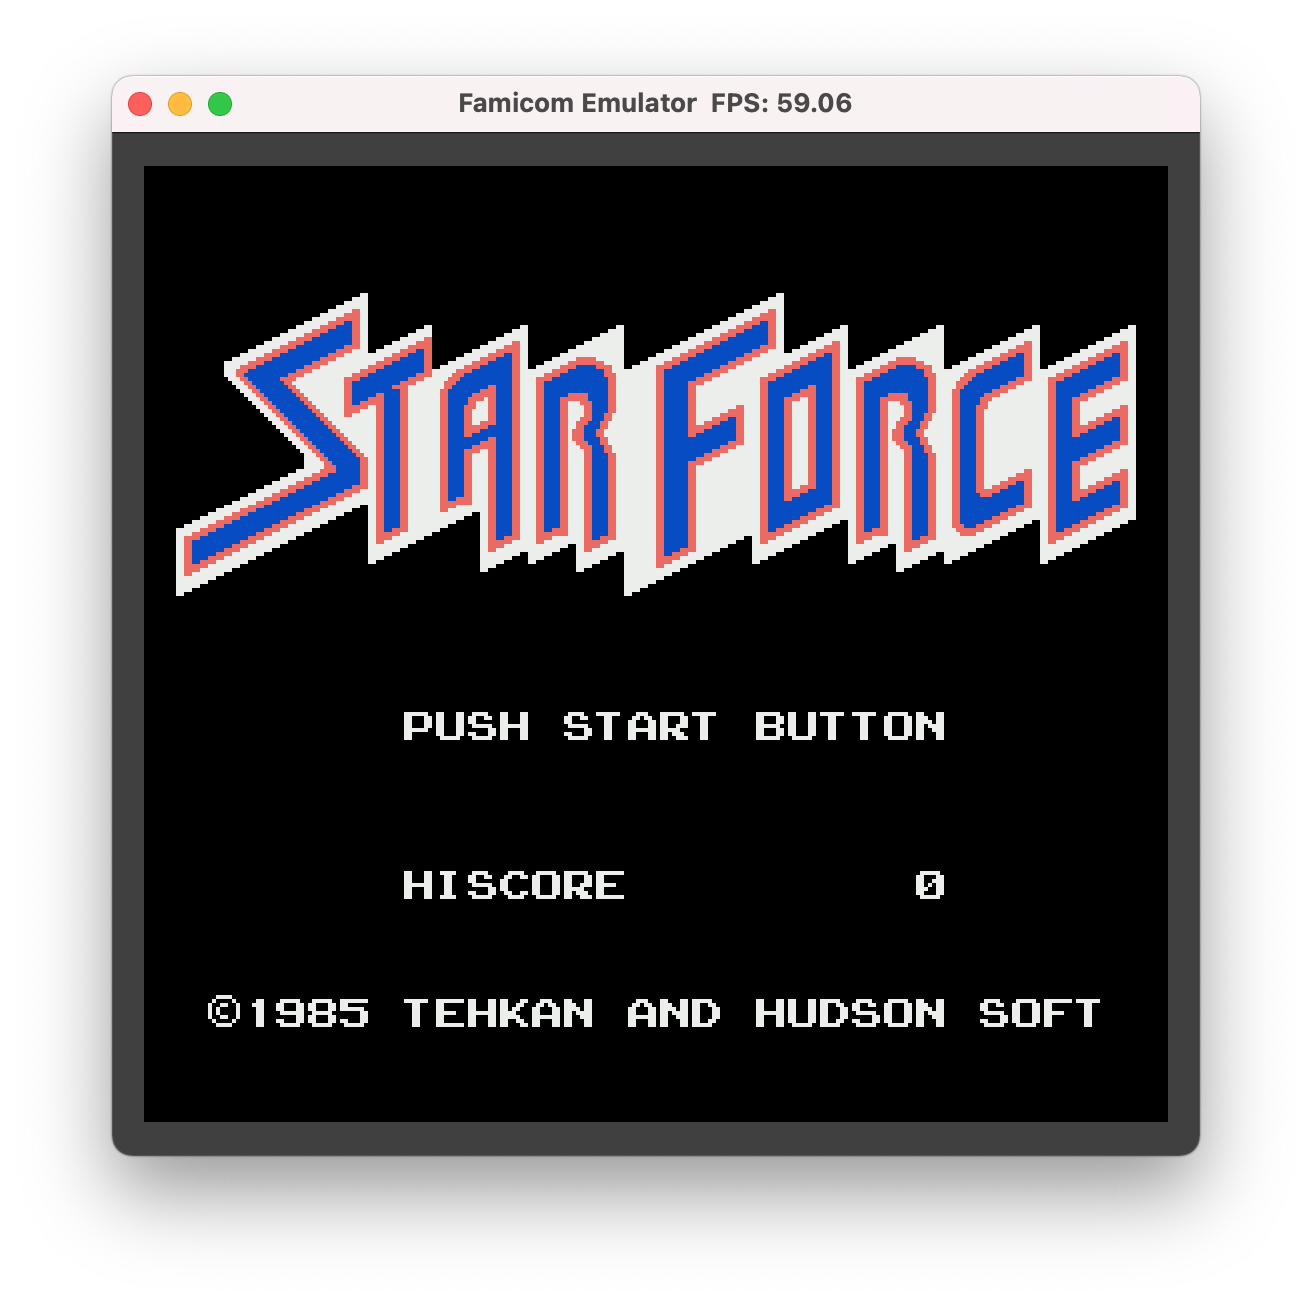 Famicom Emulator  FPS: 59.06
STAR FORCE
PUSH START BUTTON
HISCORE 0
©1985 TEHKAN AND HUDSON SOFT